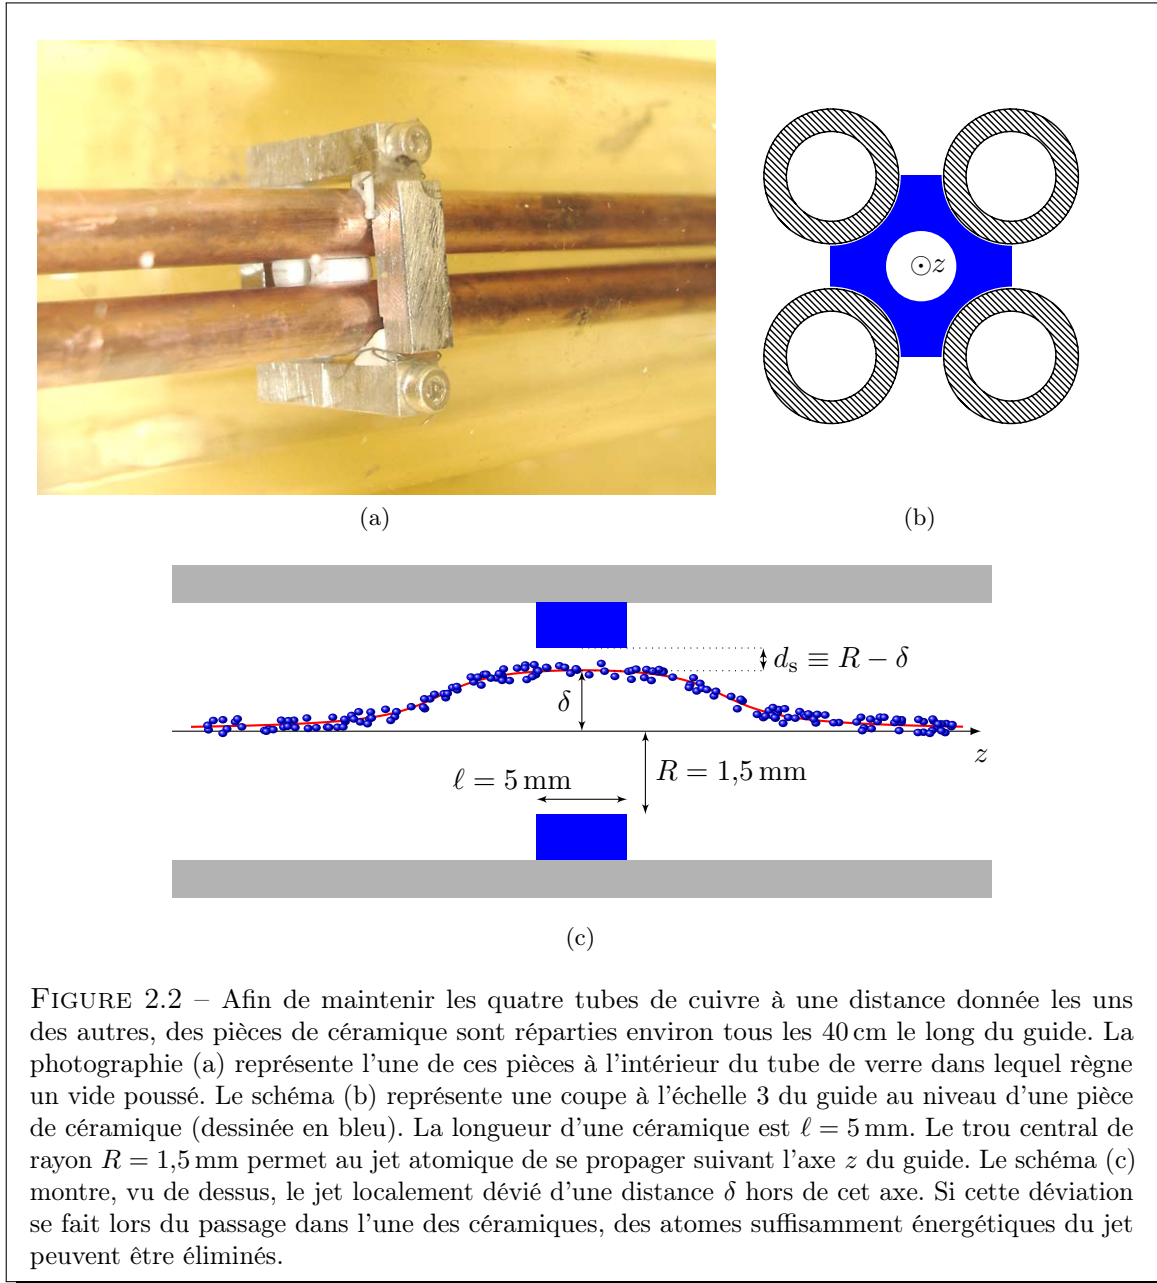 z
(a)
(b)
d_s ≡ R − δ
δ
z
ℓ = 5 mm
R = 1,5 mm
(c)
FIGURE 2.2 – Afin de maintenir les quatre tubes de cuivre à une distance donnée les uns
des autres, des pièces de céramique sont réparties environ tous les 40 cm le long du guide. La
photographie (a) représente l'une de ces pièces à l'intérieur du tube de verre dans lequel règne
un vide poussé. Le schéma (b) représente une coupe à l'échelle 3 du guide au niveau d'une pièce
de céramique (dessinée en bleu). La longueur d'une céramique est ℓ = 5 mm. Le trou central de
rayon R = 1,5 mm permet au jet atomique de se propager suivant l'axe z du guide. Le schéma (c)
montre, vu de dessus, le jet localement dévié d'une distance δ hors de cet axe. Si cette déviation
se fait lors du passage dans l'une des céramiques, des atomes suffisamment énergétiques du jet
peuvent être éliminés.